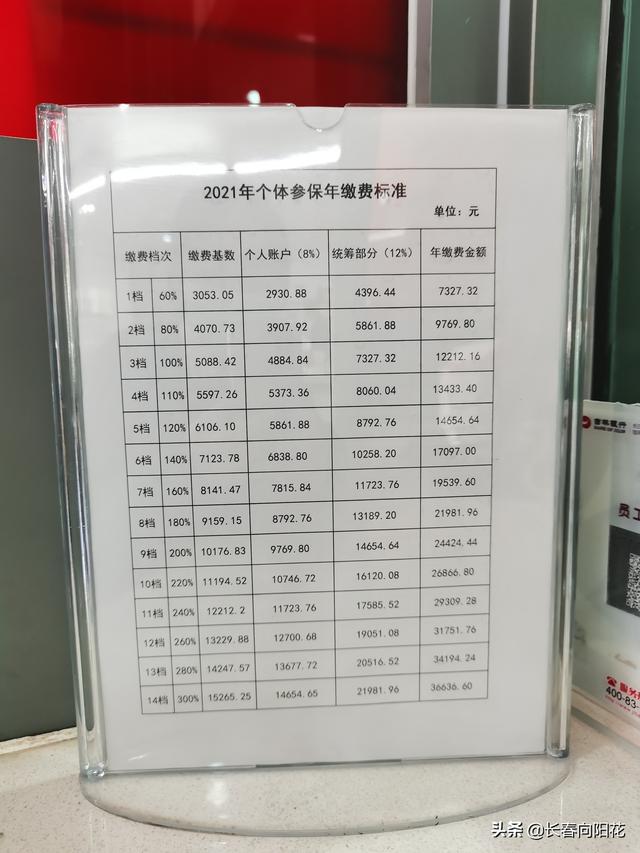 2021年个体参保年缴费标准
单位：元
缴费档次 缴费基数 个人账户（8%） 统筹部分（12%） 年缴费金额
1档 60% 3053.05 2930.88 4396.44 7327.32
2档 80% 4070.73 3907.92 5861.88 9769.80
3档 100% 5088.42 4884.84 7327.32 12212.16
4档 110% 5597.26 5373.36 8060.04 13433.40
5档 120% 6106.10 5861.88 8792.76 14654.64
6档 140% 7123.78 6838.80 10258.20 17097.00
7档 160% 8141.47 7815.84 11723.76 19539.60
8档 180% 9159.15 8792.76 13189.20 21981.96
9档 200% 10176.83 9769.80 14654.64 24424.44
10档 220% 11194.52 10746.72 16120.08 26866.80
11档 240% 12212.2 11723.76 17585.52 29309.28
12档 260% 13229.88 12700.68 19051.08 31751.76
13档 280% 14247.57 13677.72 20516.52 34194.24
14档 300% 15265.25 14654.65 21981.96 36636.60
吉林银行
员工
服务
400-83
头条 @长春向阳花